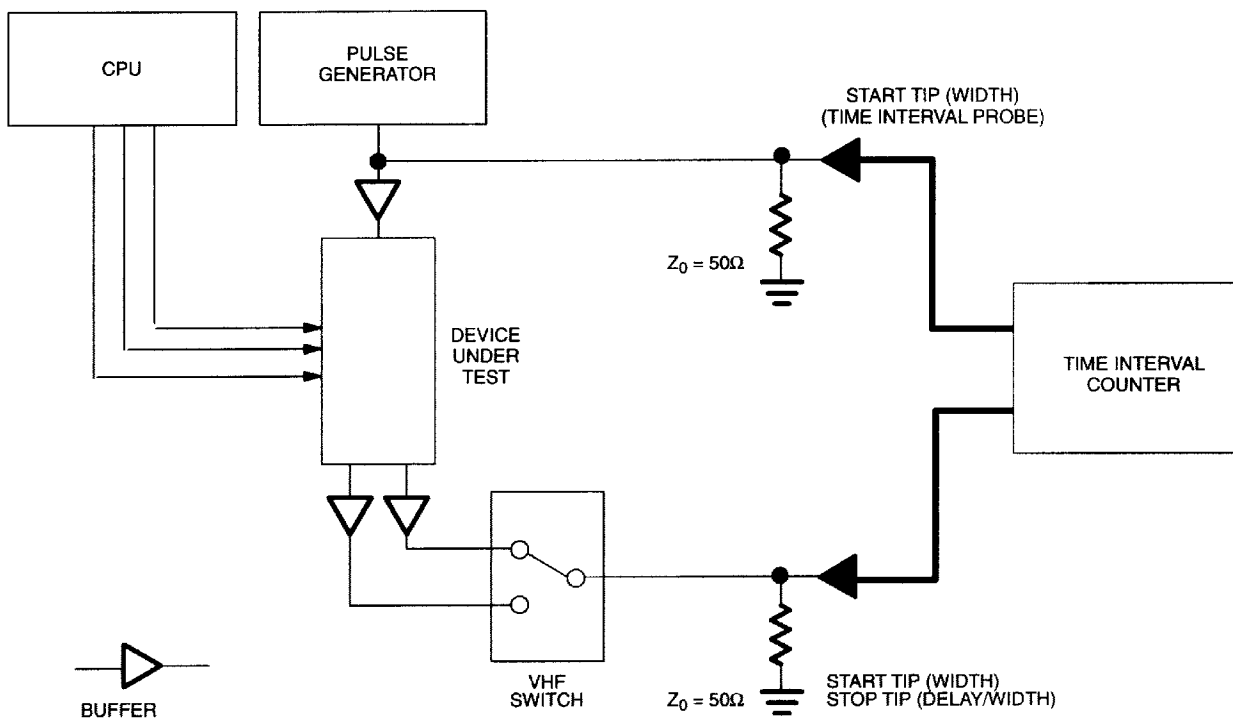 CPU
PULSE
GENERATOR
START TIP (WIDTH)
(TIME INTERVAL PROBE)
Z0 = 50Ω
DEVICE
UNDER
TEST
TIME INTERVAL
COUNTER
VHF
SWITCH
Z0 = 50Ω
START TIP (WIDTH)
STOP TIP (DELAY/WIDTH)
BUFFER